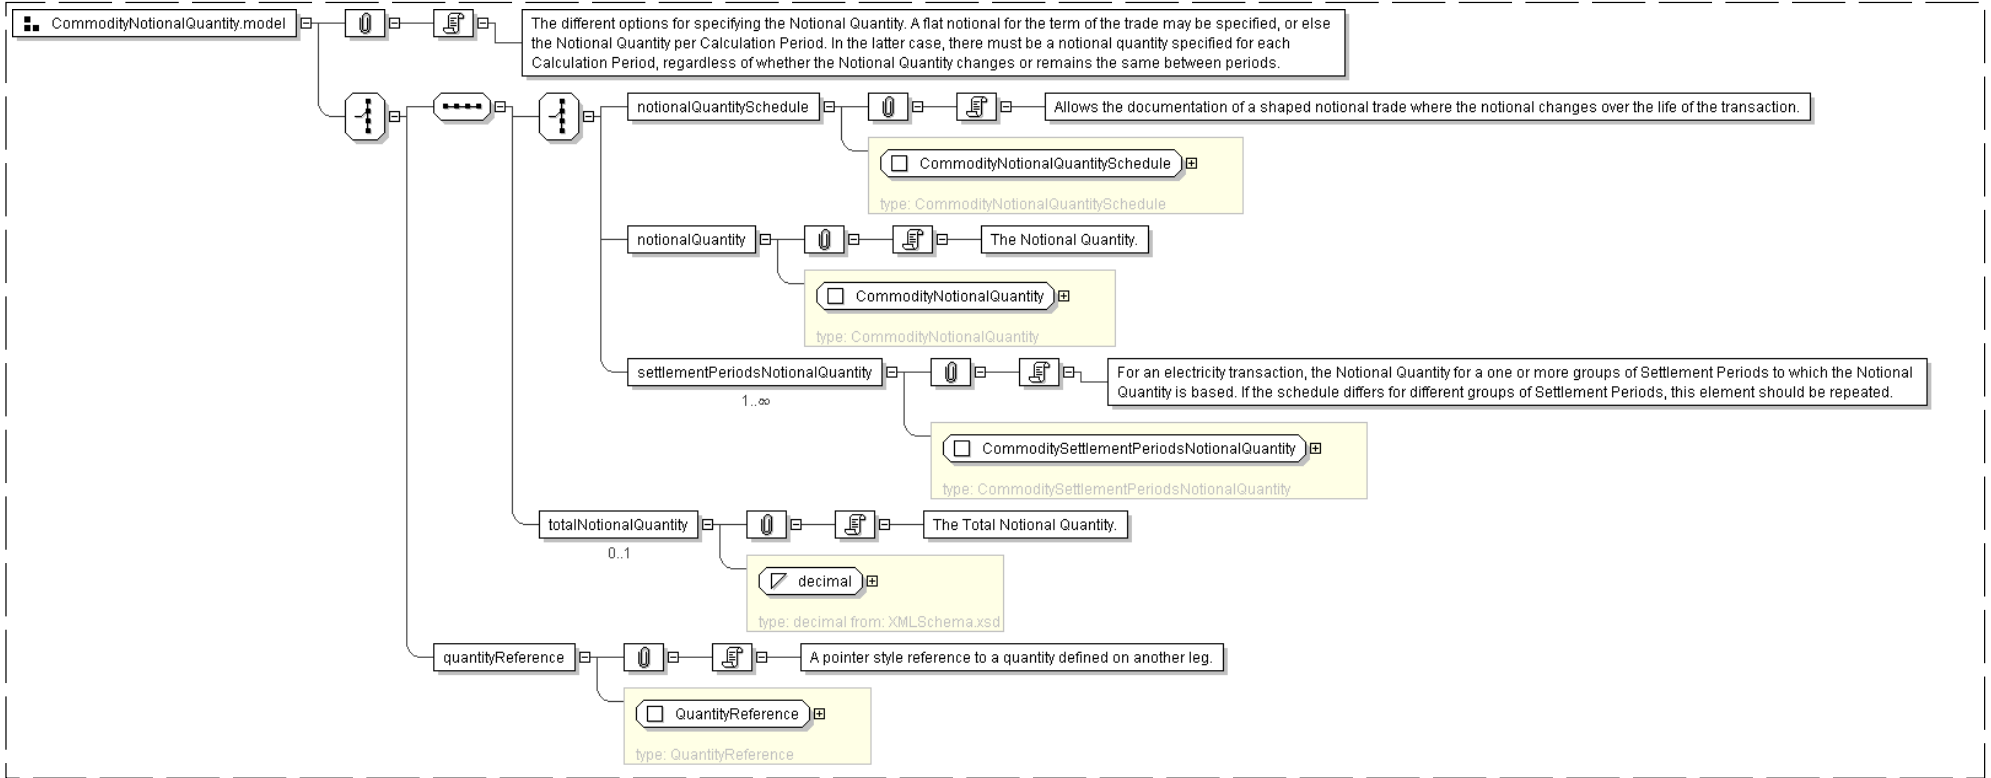 CommodityNotionalQuantity.model
The different options for specifying the Notional Quantity. A flat notional for the term of the trade may be specified, or else
the Notional Quantity per Calculation Period. In the latter case, there must be a notional quantity specified for each
Calculation Period, regardless of whether the Notional Quantity changes or remains the same between periods.
notionalQuantitySchedule
Allows the documentation of a shaped notional trade where the notional changes over the life of the transaction.
CommodityNotionalQuantitySchedule
type: CommodityNotionalQuantitySchedule
notionalQuantity
The Notional Quantity.
CommodityNotionalQuantity
type: CommodityNotionalQuantity
settlementPeriodsNotionalQuantity
1..∞
For an electricity transaction, the Notional Quantity for a one or more groups of Settlement Periods to which the Notional
Quantity is based. If the schedule differs for different groups of Settlement Periods, this element should be repeated.
CommoditySettlementPeriodsNotionalQuantity
type: CommoditySettlementPeriodsNotionalQuantity
totalNotionalQuantity
0..1
The Total Notional Quantity.
decimal
type: decimal from: XMLSchema.xsd
quantityReference
A pointer style reference to a quantity defined on another leg.
QuantityReference
type: QuantityReference